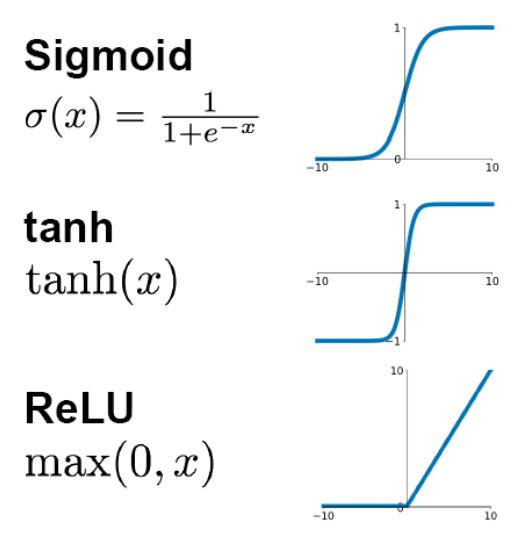 Sigmoid
σ(x) = 1/(1+e^{-x})
1
0
-10
10
tanh
tanh(x)
1
-10
10
-1
ReLU
max(0, x)
10
0
-10
10